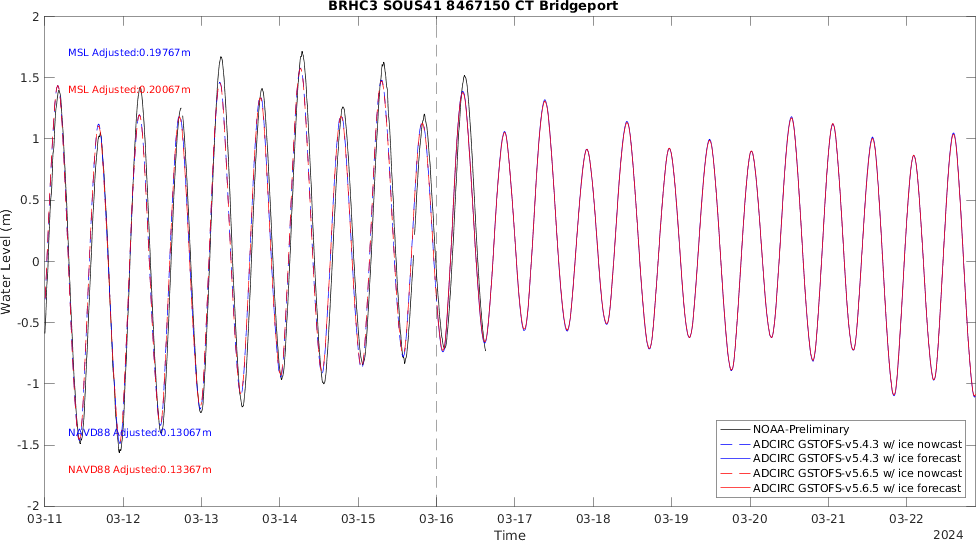 BRHC3 SOUS41 8467150 CT Bridgeport
2
1.5
1
0.5
0
-0.5
-1
-1.5
-2
Water Level (m)
MSL Adjusted:0.19767m
MSL Adjusted:0.20067m
NAVD88 Adjusted:0.13067m
NAVD88 Adjusted:0.13367m
NOAA-Preliminary
ADCIRC GSTOFS-v5.4.3 w/ ice nowcast
ADCIRC GSTOFS-v5.4.3 w/ ice forecast
ADCIRC GSTOFS-v5.6.5 w/ ice nowcast
ADCIRC GSTOFS-v5.6.5 w/ ice forecast
03-11 03-12 03-13 03-14 03-15 03-16 03-17 03-18 03-19 03-20 03-21 03-22
Time
2024